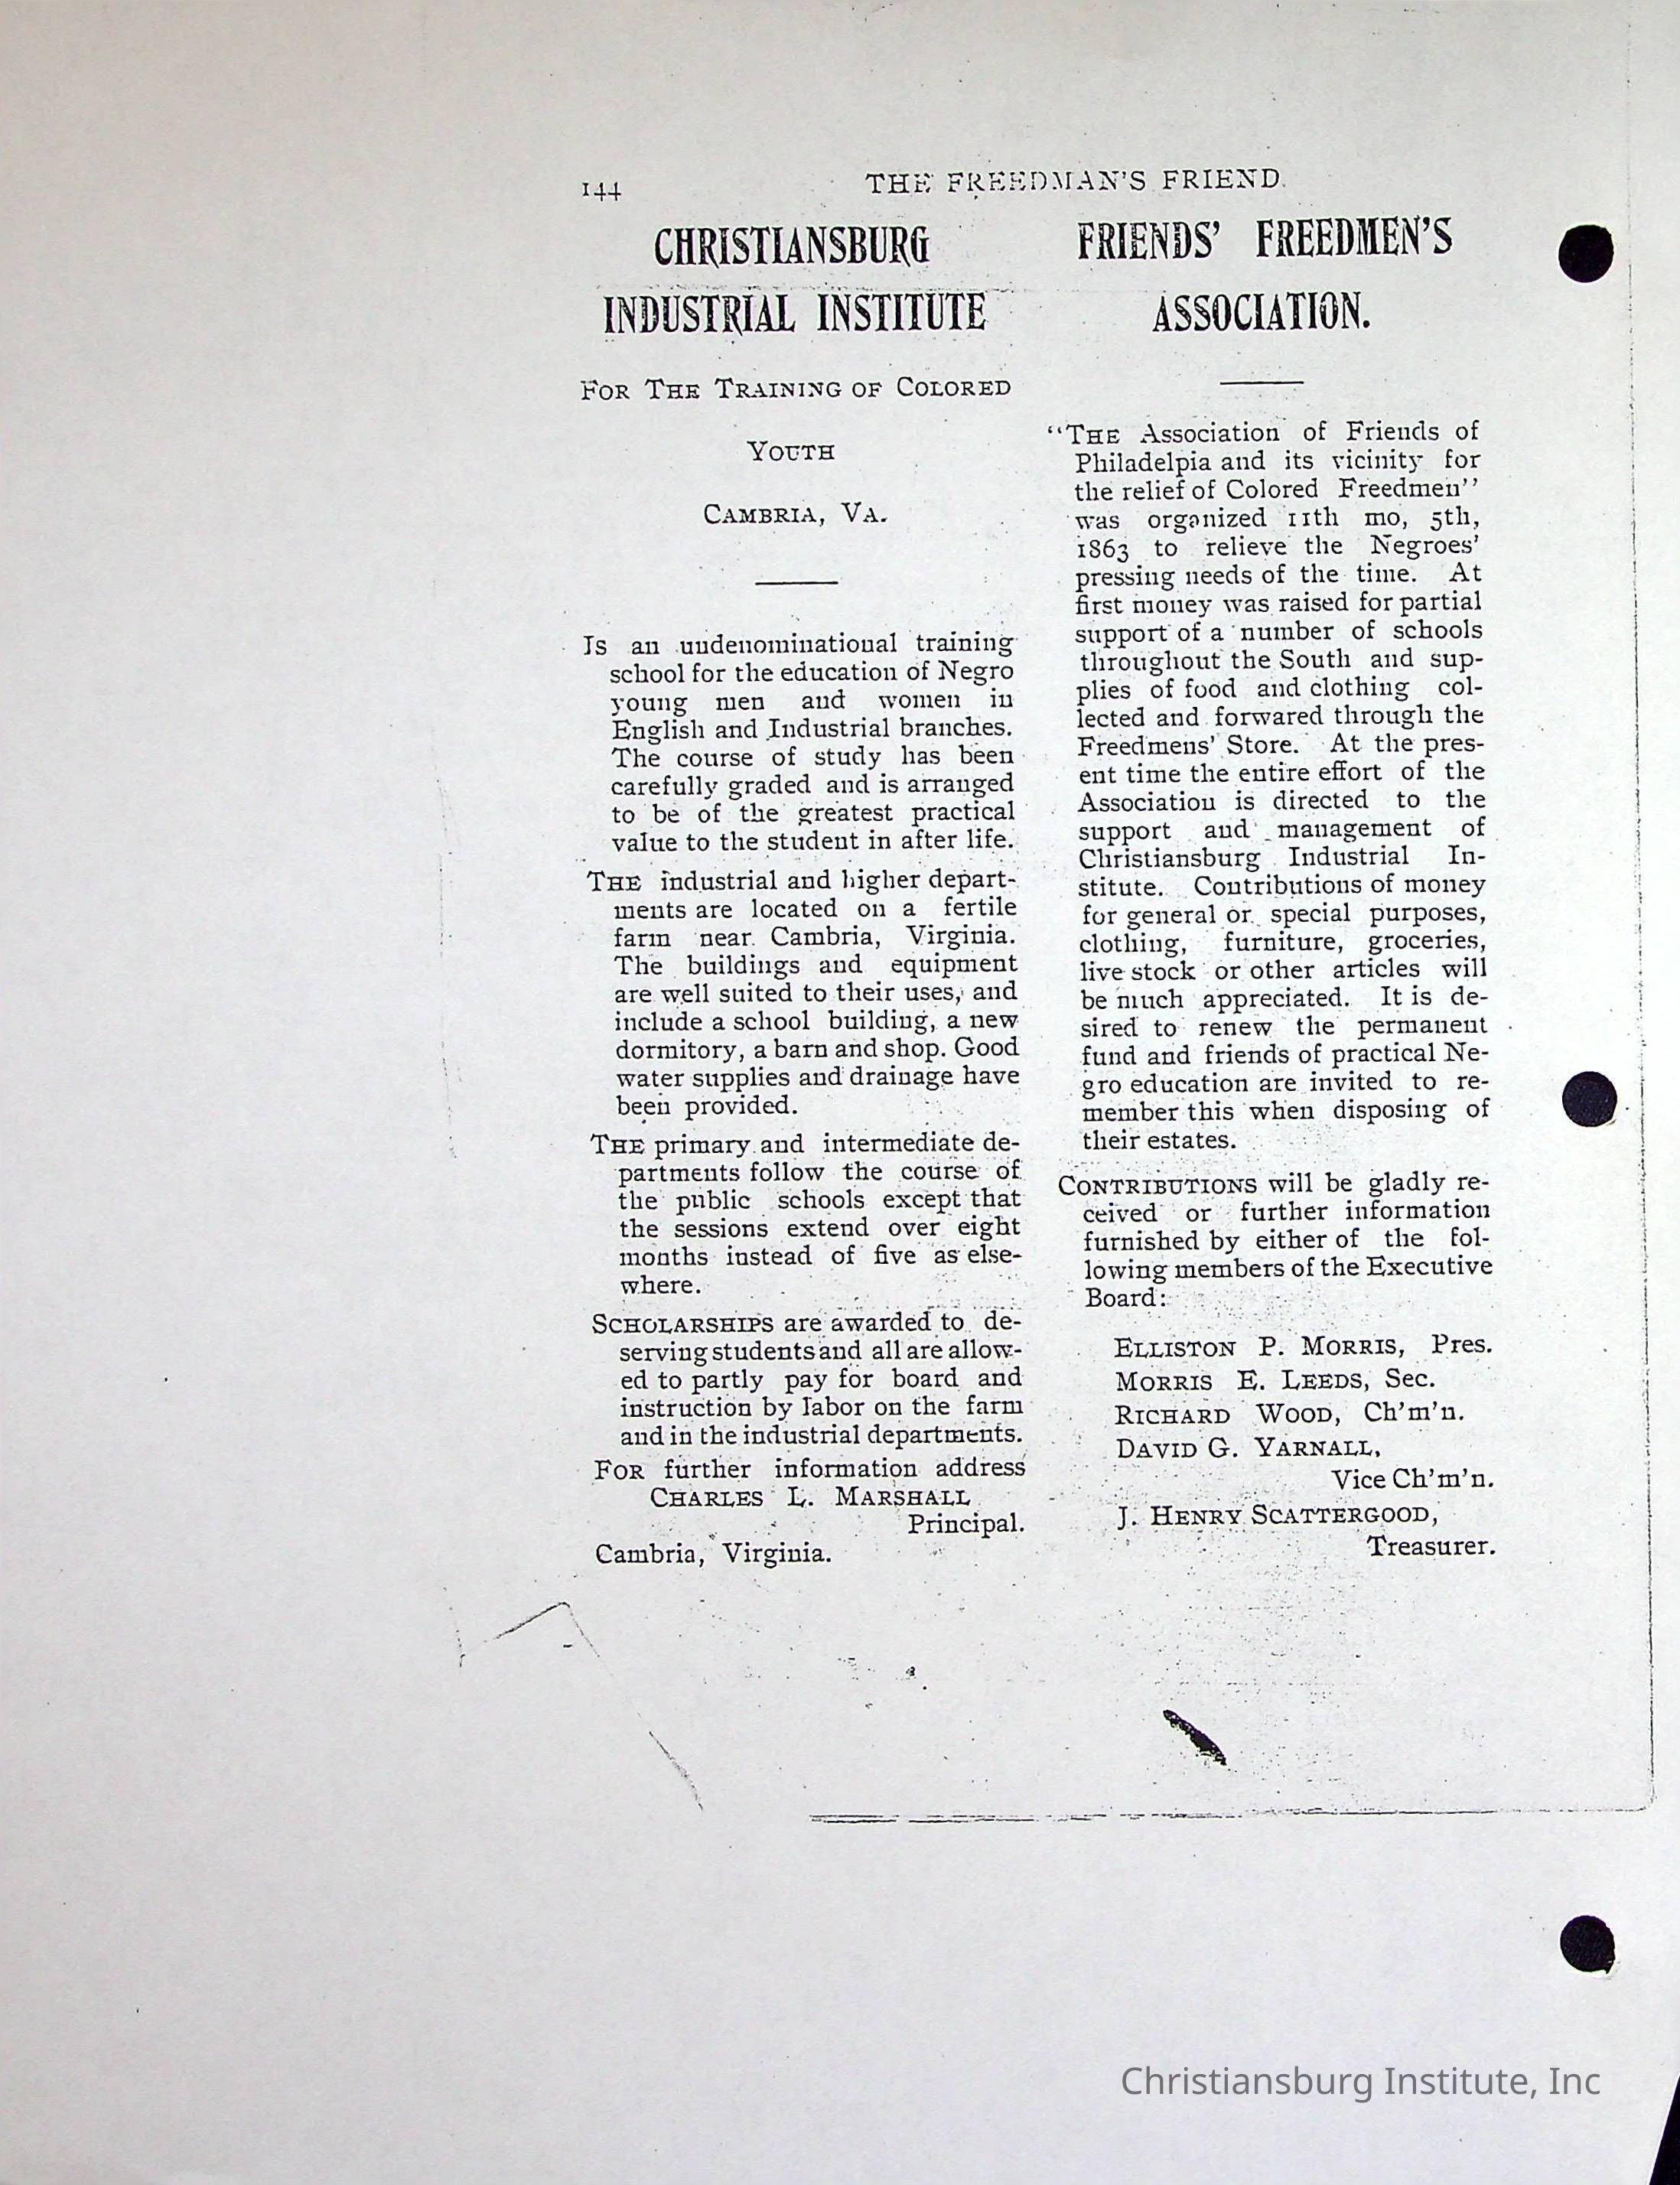 144
THE FREEDMAN'S FRIEND.
CHRISTIANSBURG
INDUSTRIAL INSTITUTE
FOR THE TRAINING OF COLORED
YOUTH
CAMBRIA, VA.
Is an undenominational training
school for the education of Negro
young men and women in
English and Industrial branches.
The course of study has been
carefully graded and is arranged
to be of the greatest practical
value to the student in after life.
THE industrial and higher depart-
ments are located on a fertile
farm near Cambria, Virginia.
The buildings and equipment
are well suited to their uses, and
include a school building, a new
dormitory, a barn and shop. Good
water supplies and drainage have
been provided.
THE primary and intermediate de-
partments follow the course of
the public schools except that
the sessions extend over eight
months instead of five as else-
where.
SCHOLARSHIPS are awarded to de-
serving students and all are allow-
ed to partly pay for board and
instruction by labor on the farm
and in the industrial departments.
FOR further information address
CHARLES L. MARSHALL
Principal.
Cambria, Virginia.
FRIENDS' FREEDMEN'S
ASSOCIATION.
"THE Association of Friends of
Philadelpia and its vicinity for
the relief of Colored Freedmen"
was organized 11th mo, 5th,
1863 to relieve the Negroes'
pressing needs of the time. At
first money was raised for partial
support of a number of schools
throughout the South and sup-
plies of food and clothing col-
lected and forwared through the
Freedmens' Store. At the pres-
ent time the entire effort of the
Association is directed to the
support and management of
Christiansburg Industrial In-
stitute. Contributions of money
for general or special purposes,
clothing, furniture, groceries,
live stock or other articles will
be much appreciated. It is de-
sired to renew the permanent
fund and friends of practical Ne-
gro education are invited to re-
member this when disposing of
their estates.
CONTRIBUTIONS will be gladly re-
ceived or further information
furnished by either of the fol-
lowing members of the Executive
Board:
ELLISTON P. MORRIS, Pres.
MORRIS E. LEEDS, Sec.
RICHARD WOOD, Ch'm'n.
DAVID G. YARNALL,
Vice Ch'm'n.
J. HENRY SCATTERGOOD,
Treasurer.
Christiansburg Institute, Inc